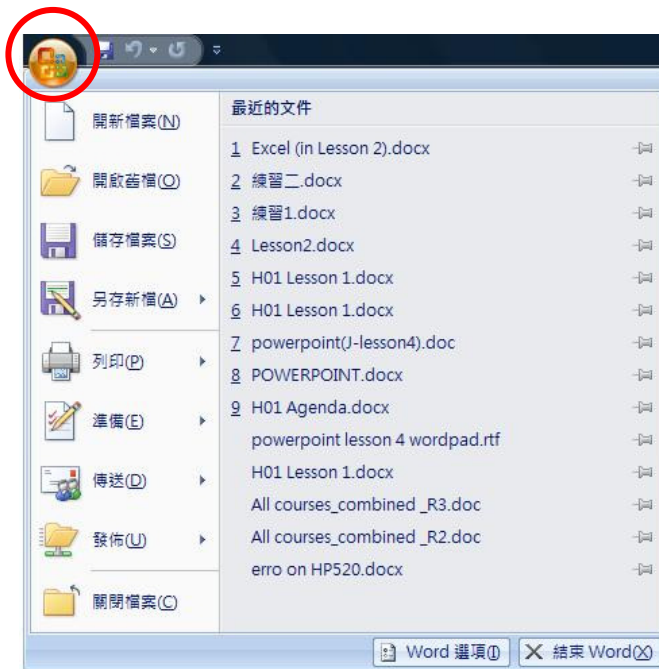 開新檔案(N)
開啟舊檔(O)
儲存檔案(S)
另存新檔(A)
列印(P)
準備(E)
傳送(D)
發佈(U)
關閉檔案(C)
最近的文件
1 Excel (in Lesson 2).docx
2 練習二.docx
3 練習1.docx
4 Lesson2.docx
5 H01 Lesson 1.docx
6 H01 Lesson 1.docx
7 powerpoint(J-lesson4).doc
8 POWERPOINT.docx
9 H01 Agenda.docx
powerpoint lesson 4 wordpad.rtf
H01 Lesson 1.docx
All courses_combined _R3.doc
All courses_combined _R2.doc
erro on HP520.docx
Word 選項(I)
結束 Word(X)